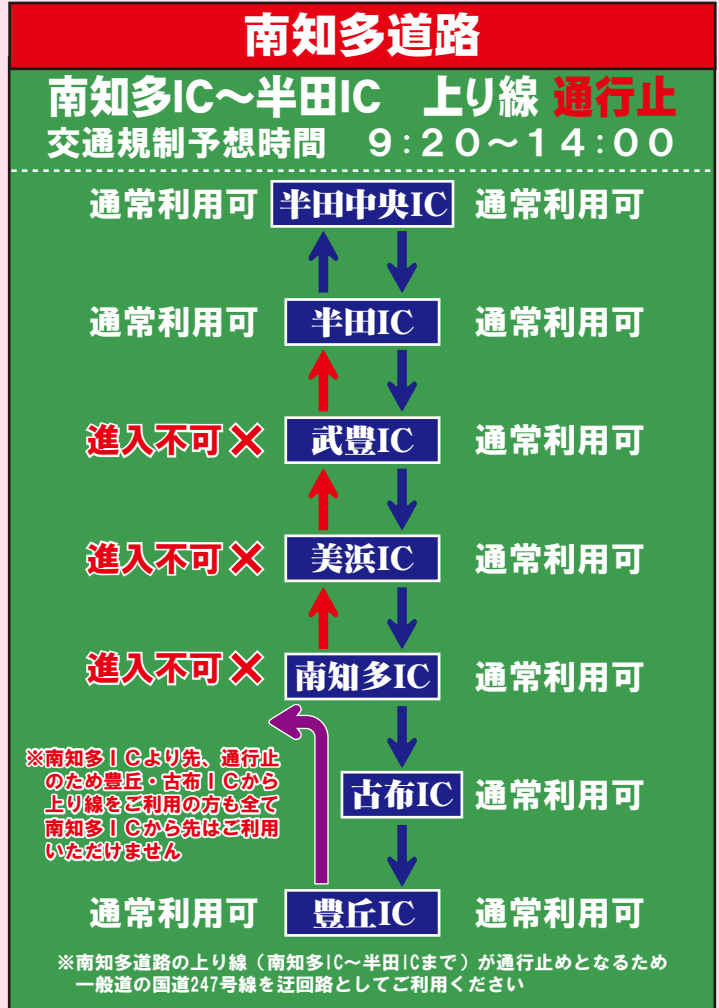 南知多道路
南知多IC～半田IC　上り線 通行止
交通規制予想時間　９:２０～１４:００
通常利用可 半田中央IC 通常利用可
通常利用可 半田IC 通常利用可
進入不可× 武豊IC 通常利用可
進入不可× 美浜IC 通常利用可
進入不可× 南知多IC 通常利用可
※南知多ＩＣより先、通行止
のため豊丘・古布ＩＣから
上り線をご利用の方も全て
南知多ＩＣから先はご利用
いただけません
古布IC 通常利用可
通常利用可 豊丘IC 通常利用可
※南知多道路の上り線（南知多IC～半田ICまで）が通行止めとなるため
一般道の国道247号線を迂回路としてご利用ください